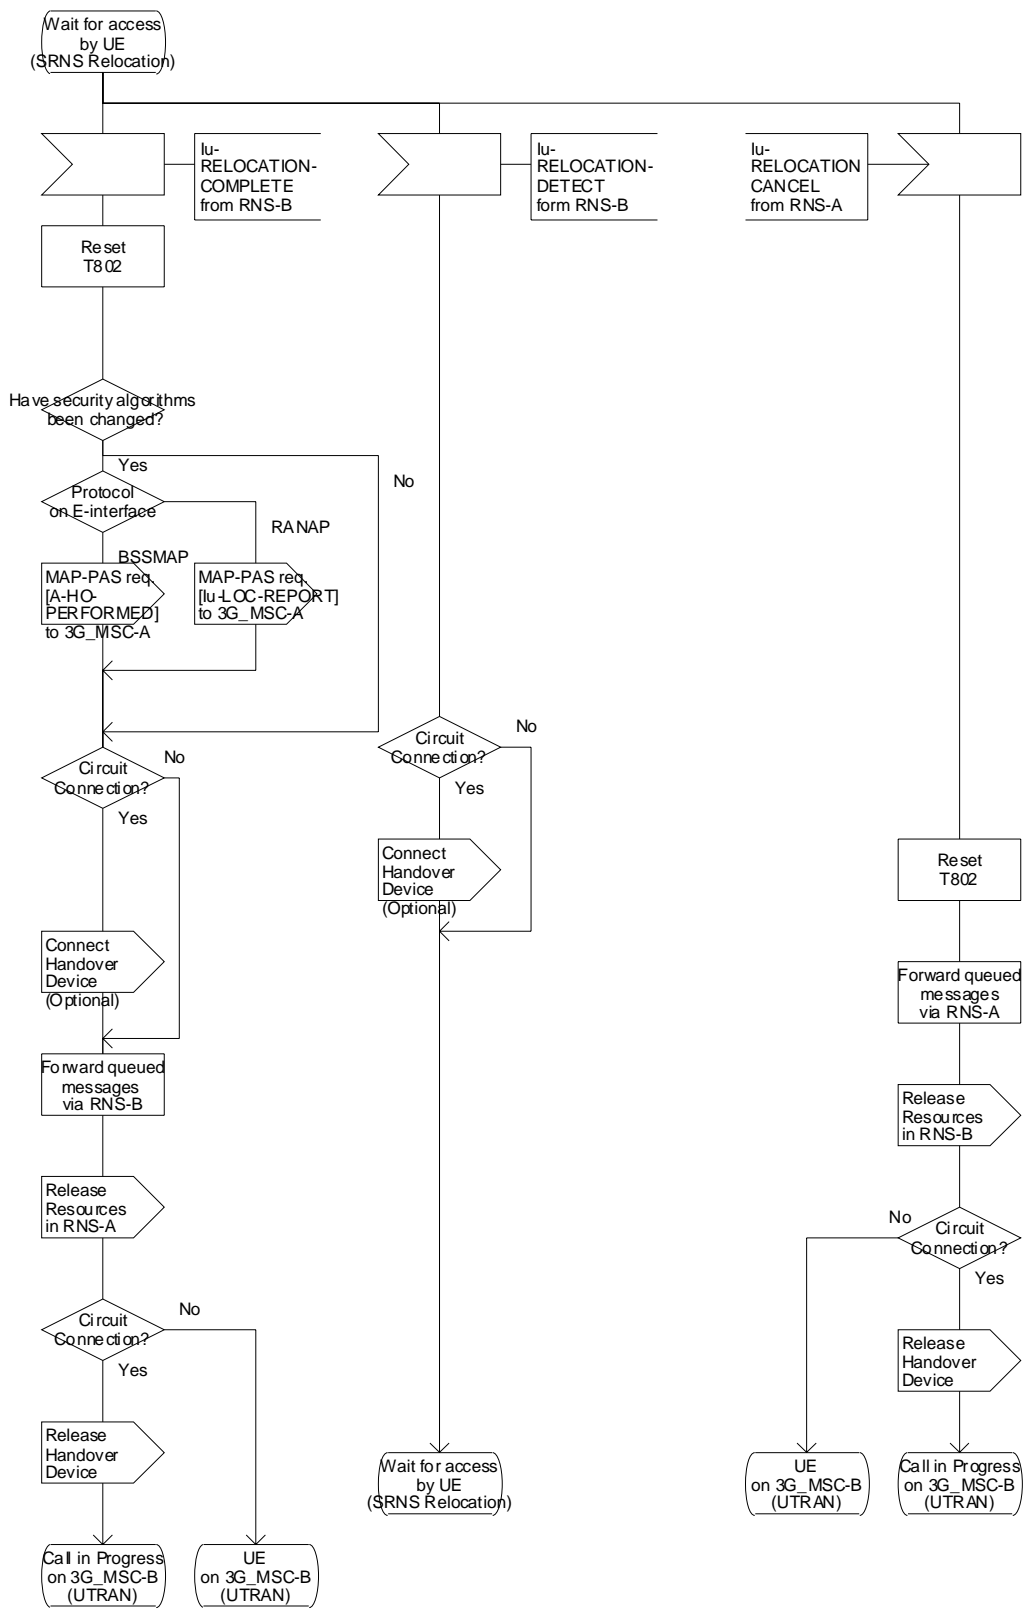 Wait for access
by UE
(SRNS Relocation)
Iu-
RELOCATION-
COMPLETE
from RNS-B
Iu-
RELOCATION-
DETECT
form RNS-B
Iu-
RELOCATION
CANCEL
from RNS-A
Reset
T802
Have security algorithms
been changed?
Yes
No
Protocol
on E-interface
RANAP
BSSMAP
MAP-PAS req.
[A-HO-
PERFORMED]
to 3G_MSC-A
MAP-PAS req.
[Iu-LOC-REPORT]
to 3G_MSC-A
Circuit
Connection?
No
Yes
Circuit
Connection?
No
Yes
Connect
Handover
Device
(Optional)
Reset
T802
Connect
Handover
Device
(Optional)
Forward queued
messages
via RNS-A
Forward queued
messages
via RNS-B
Release
Resources
in RNS-B
Release
Resources
in RNS-A
No
Circuit
Connection?
Yes
Circuit
Connection?
No
Yes
Release
Handover
Device
Release
Handover
Device
Wait for access
by UE
(SRNS Relocation)
UE
on 3G_MSC-B
(UTRAN)
Call in Progress
on 3G_MSC-B
(UTRAN)
Call in Progress
on 3G_MSC-B
(UTRAN)
UE
on 3G_MSC-B
(UTRAN)